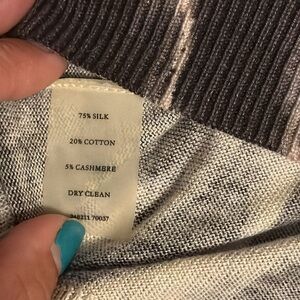 75% SILK
20% COTTON
5% CASHMERE
DRY CLEAN